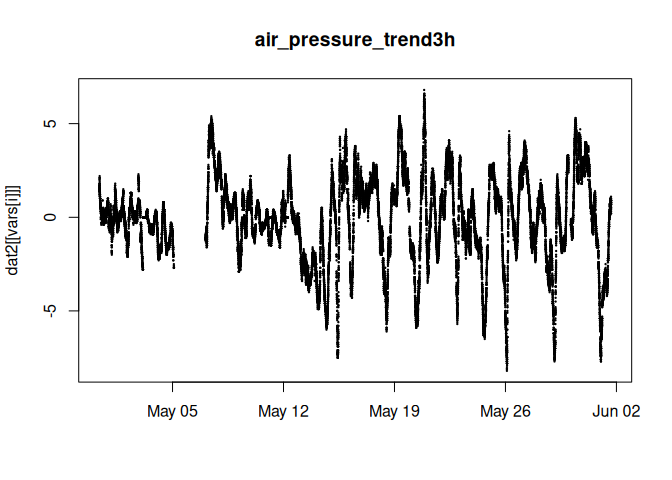 air_pressure_trend3h
dat2[[vars[i]]]
5
0
-5
May 05
May 12
May 19
May 26
Jun 02